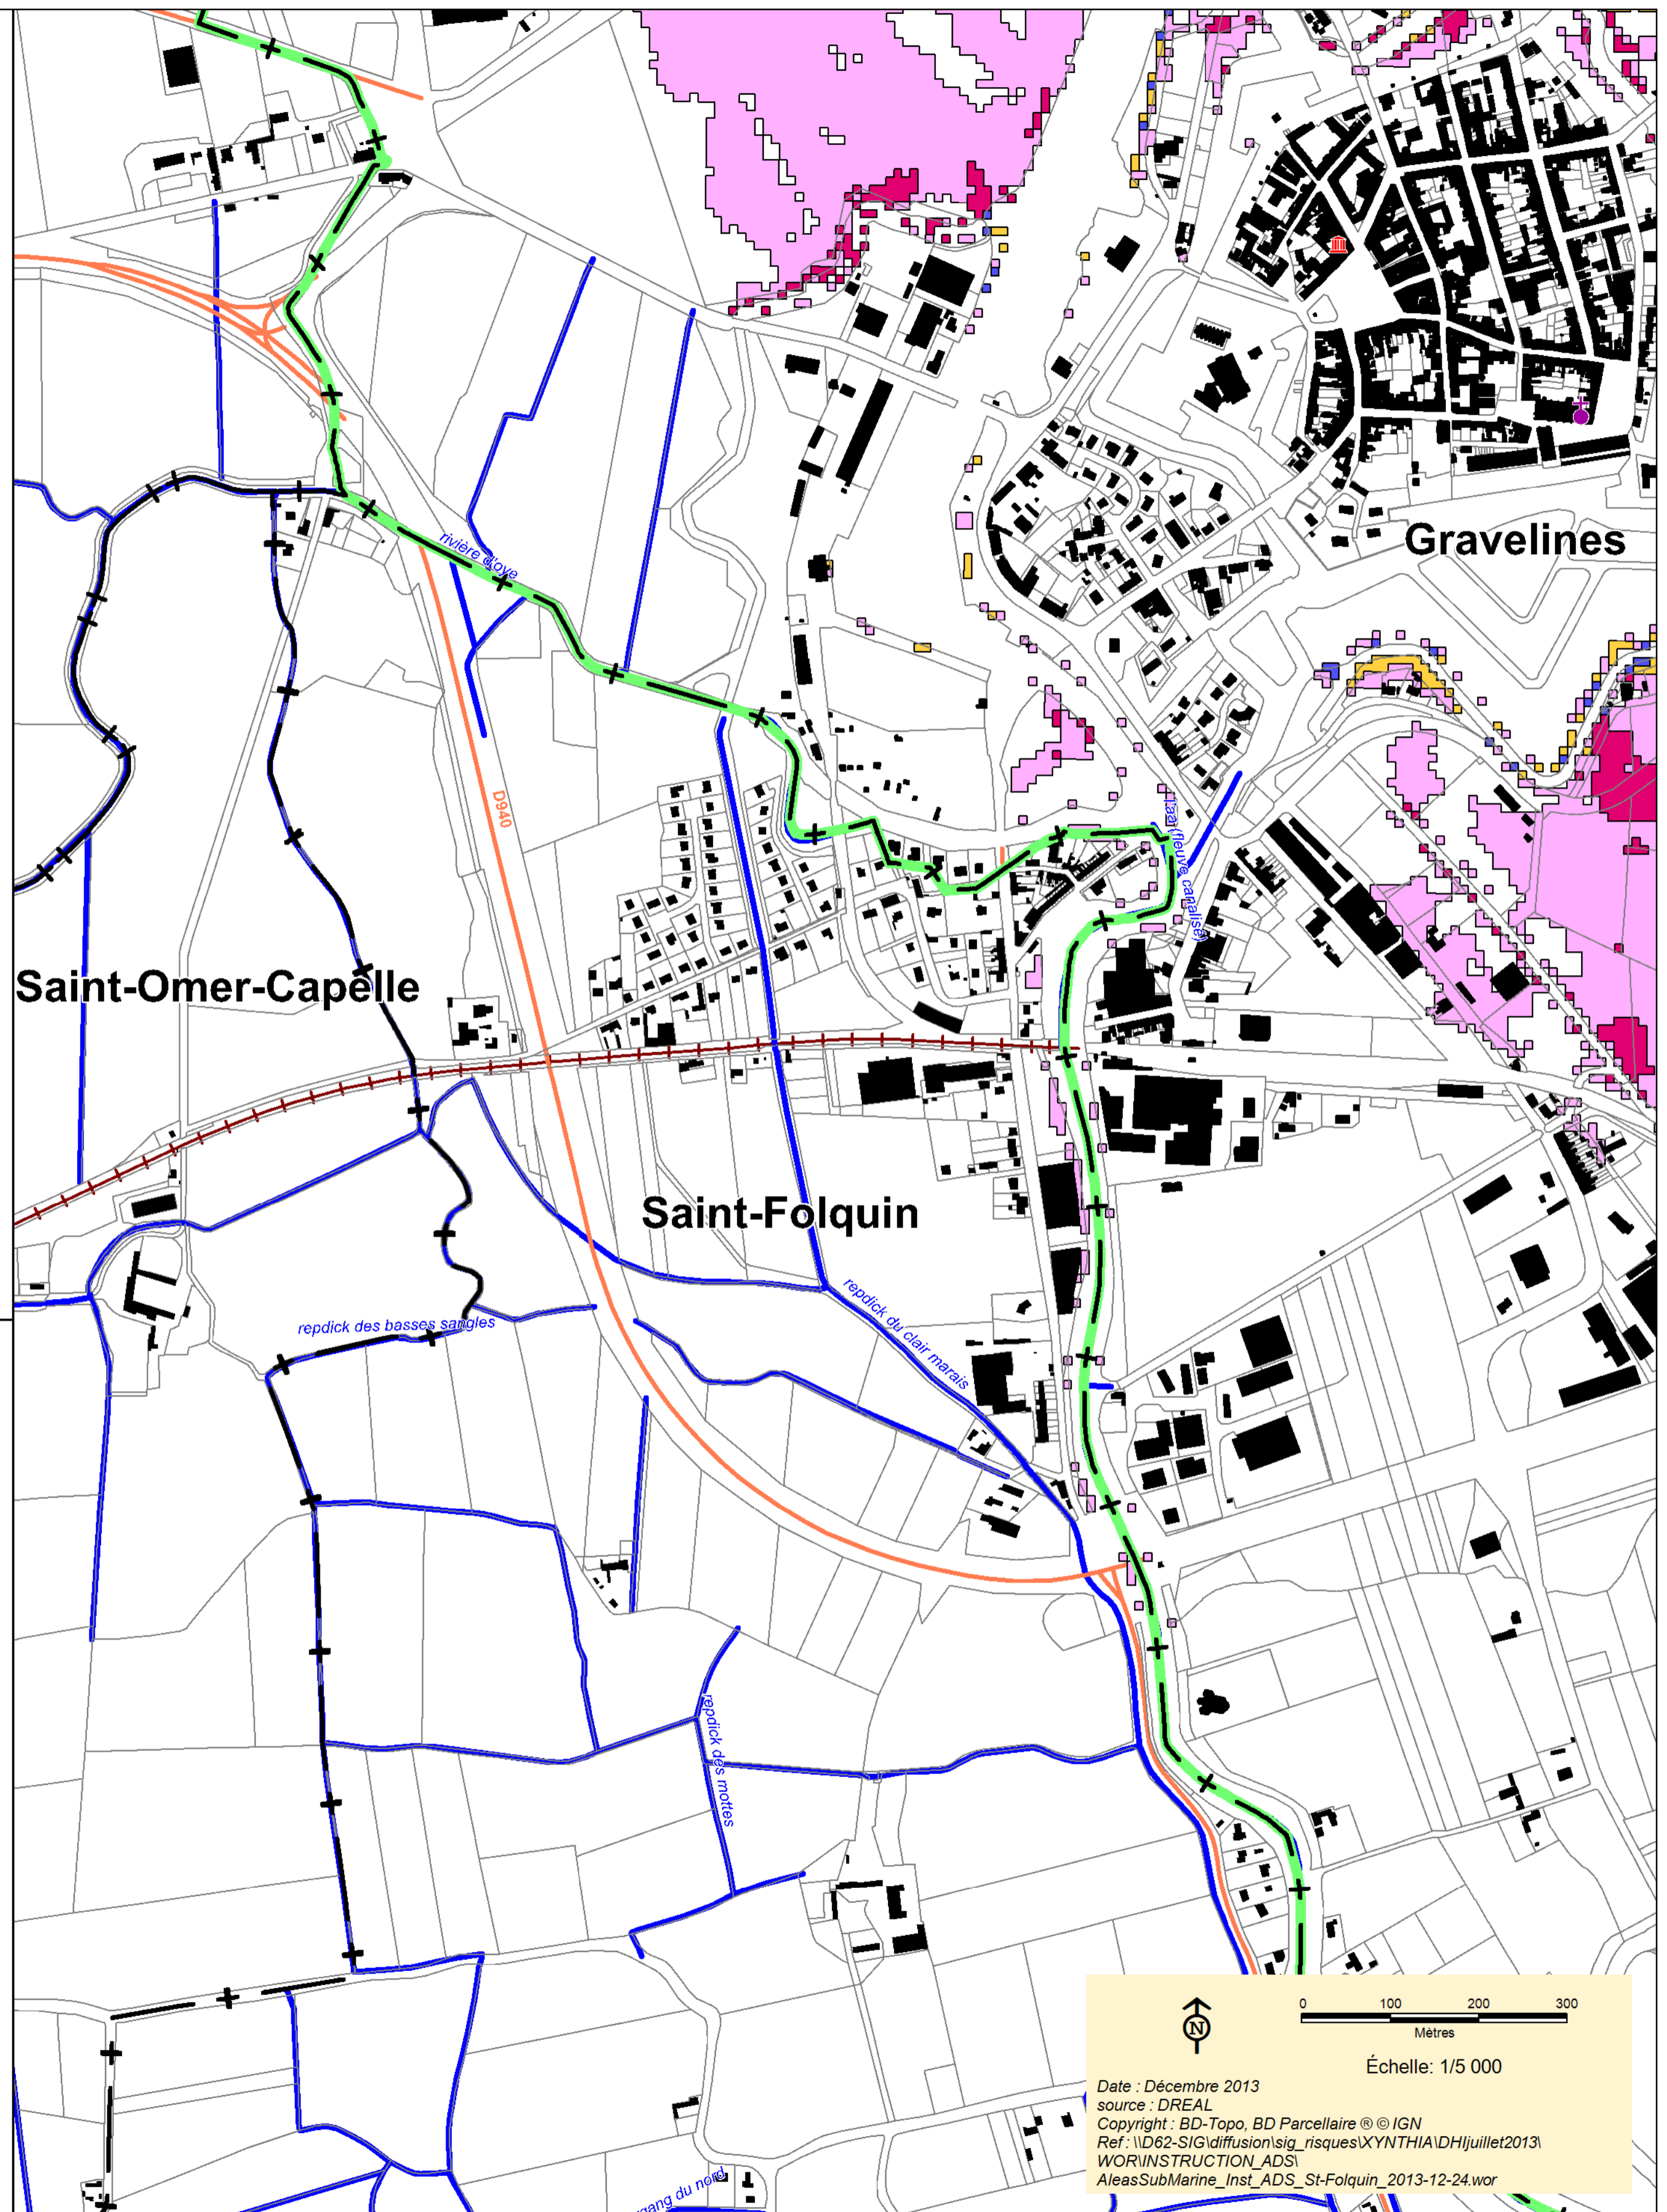 Gravelines
rivière d'oye
D940
l'aa (fleuve canalisé)
Saint-Omer-Capelle
Saint-Folquin
repdick du clair marais
repdick des basses sangles
repdick des mottes
N
0 100 200 300
Mètres
Échelle: 1/5 000
Date : Décembre 2013
source : DREAL
Copyright : BD-Topo, BD Parcellaire ® © IGN
Ref : \\D62-SIG\diffusion\sig_risques\XYNTHIA\DHIjuillet2013\
WOR\INSTRUCTION_ADS\
AleasSubMarine_Inst_ADS_St-Folquin_2013-12-24.wor
gang du nord